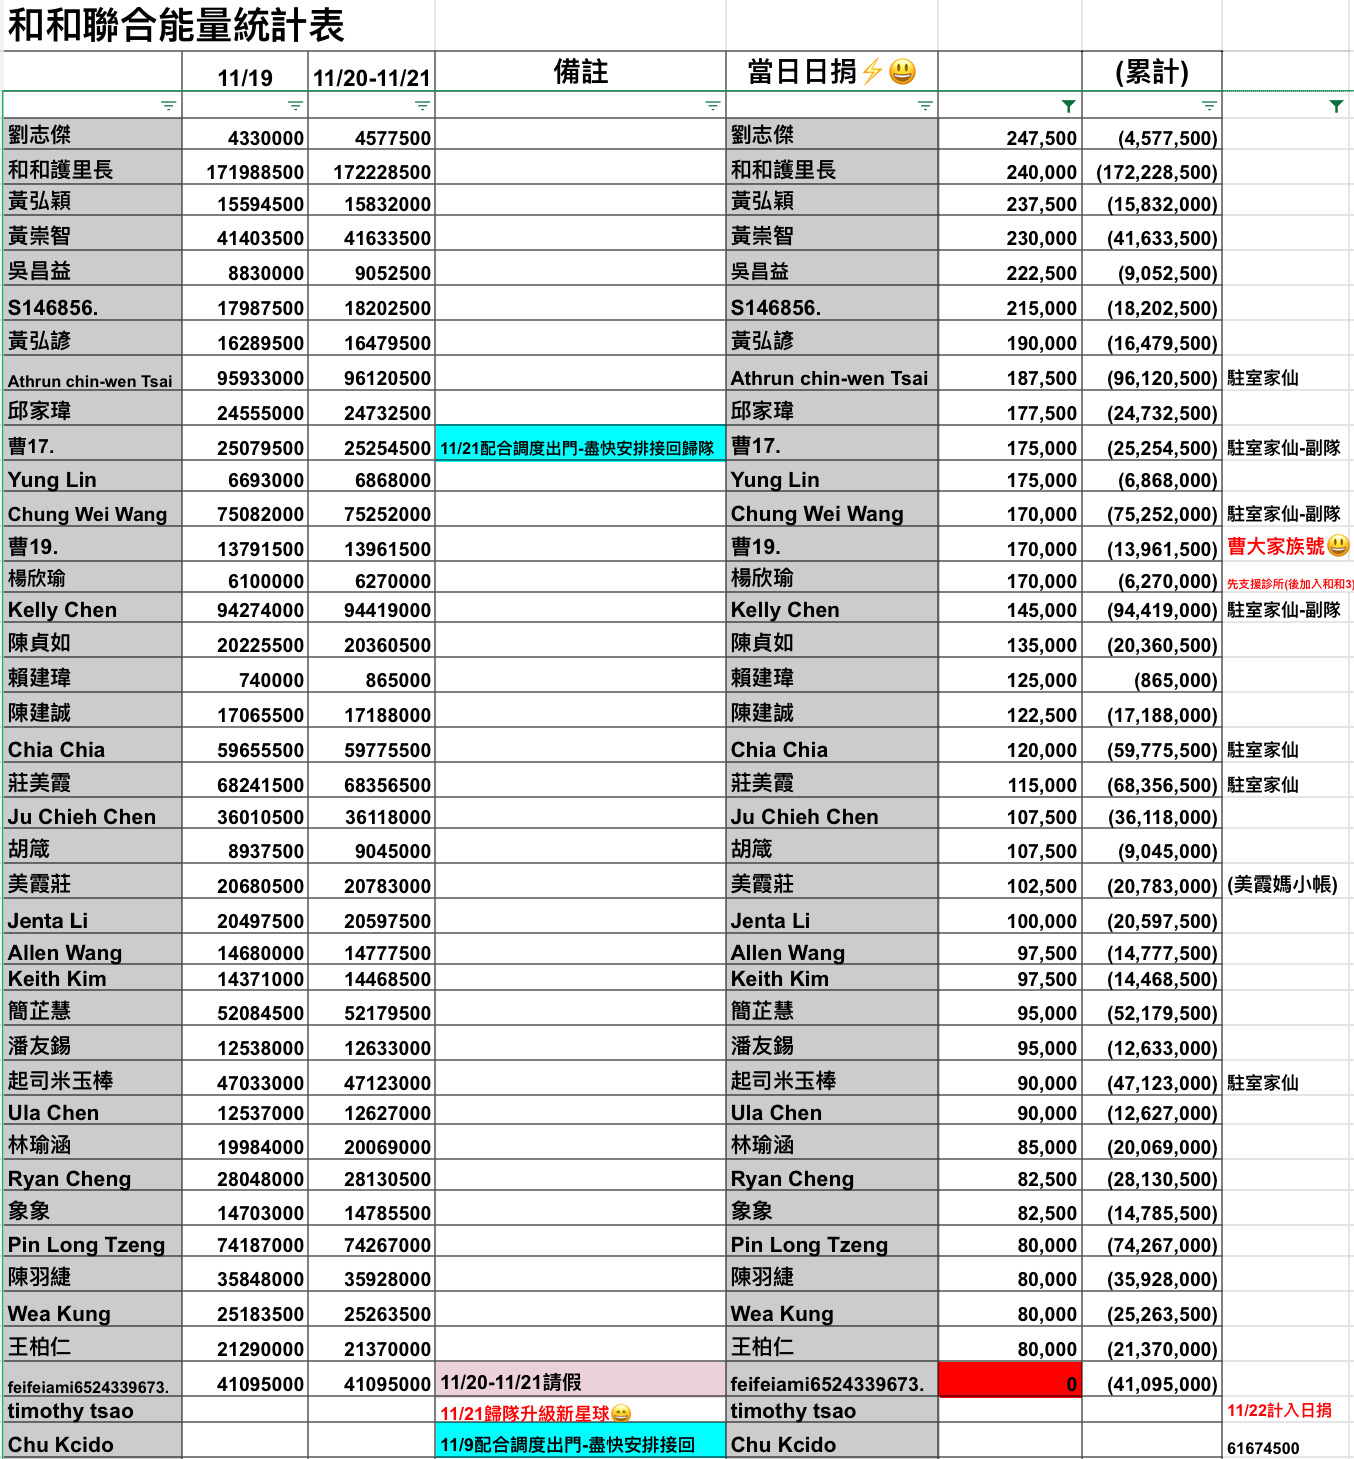 和和聯合能量統計表
11/19 11/20-11/21 備註 當日日捐⚡😃 (累計)
劉志傑 4330000 4577500 劉志傑 247,500 (4,577,500)
和和護里長 171988500 172228500 和和護里長 240,000 (172,228,500)
黃弘穎 15594500 15832000 黃弘穎 237,500 (15,832,000)
黃崇智 41403500 41633500 黃崇智 230,000 (41,633,500)
吳昌益 8830000 9052500 吳昌益 222,500 (9,052,500)
S146856. 17987500 18202500 S146856. 215,000 (18,202,500)
黃弘諺 16289500 16479500 黃弘諺 190,000 (16,479,500)
Athrun chin-wen Tsai 95933000 96120500 Athrun chin-wen Tsai 187,500 (96,120,500) 駐室家仙
邱家瑋 24555000 24732500 邱家瑋 177,500 (24,732,500)
曹17. 25079500 25254500 11/21配合調度出門-盡快安排接回歸隊 曹17. 175,000 (25,254,500) 駐室家仙-副隊
Yung Lin 6693000 6868000 Yung Lin 175,000 (6,868,000)
Chung Wei Wang 75082000 75252000 Chung Wei Wang 170,000 (75,252,000) 駐室家仙-副隊
曹19. 13791500 13961500 曹19. 170,000 (13,961,500) 曹大家族號😃
楊欣瑜 6100000 6270000 楊欣瑜 170,000 (6,270,000) 先支援診所(後加入和和3)
Kelly Chen 94274000 94419000 Kelly Chen 145,000 (94,419,000) 駐室家仙-副隊
陳貞如 20225500 20360500 陳貞如 135,000 (20,360,500)
賴建瑋 740000 865000 賴建瑋 125,000 (865,000)
陳建誠 17065500 17188000 陳建誠 122,500 (17,188,000)
Chia Chia 59655500 59775500 Chia Chia 120,000 (59,775,500) 駐室家仙
莊美霞 68241500 68356500 莊美霞 115,000 (68,356,500) 駐室家仙
Ju Chieh Chen 36010500 36118000 Ju Chieh Chen 107,500 (36,118,000)
胡箴 8937500 9045000 胡箴 107,500 (9,045,000)
美霞莊 20680500 20783000 美霞莊 102,500 (20,783,000) (美霞媽小帳)
Jenta Li 20497500 20597500 Jenta Li 100,000 (20,597,500)
Allen Wang 14680000 14777500 Allen Wang 97,500 (14,777,500)
Keith Kim 14371000 14468500 Keith Kim 97,500 (14,468,500)
簡芷慧 52084500 52179500 簡芷慧 95,000 (52,179,500)
潘友錫 12538000 12633000 潘友錫 95,000 (12,633,000)
起司米玉棒 47033000 47123000 起司米玉棒 90,000 (47,123,000) 駐室家仙
Ula Chen 12537000 12627000 Ula Chen 90,000 (12,627,000)
林瑜涵 19984000 20069000 林瑜涵 85,000 (20,069,000)
Ryan Cheng 28048000 28130500 Ryan Cheng 82,500 (28,130,500)
象象 14703000 14785500 象象 82,500 (14,785,500)
Pin Long Tzeng 74187000 74267000 Pin Long Tzeng 80,000 (74,267,000)
陳羽緁 35848000 35928000 陳羽緁 80,000 (35,928,000)
Wea Kung 25183500 25263500 Wea Kung 80,000 (25,263,500)
王柏仁 21290000 21370000 王柏仁 80,000 (21,370,000)
feifeiami6524339673. 41095000 41095000 11/20-11/21請假 feifeiami6524339673. 0 (41,095,000)
timothy tsao 11/21歸隊升級新星球😄 timothy tsao 11/22計入日捐
Chu Kcido 11/9配合調度出門-盡快安排接回 Chu Kcido 61674500